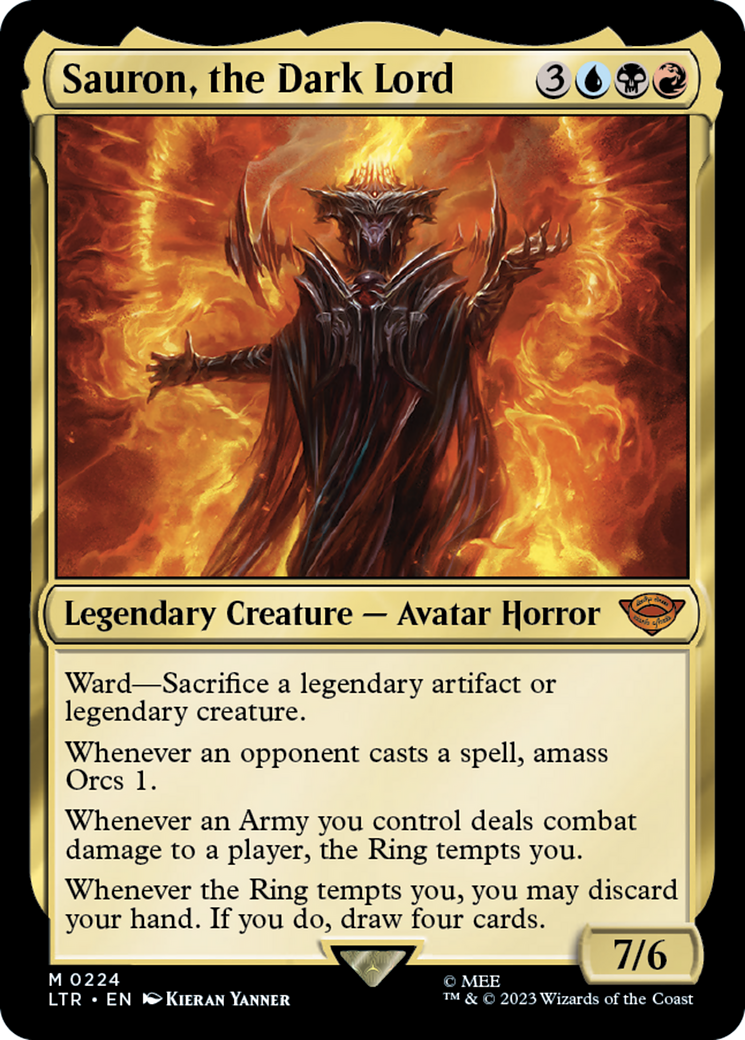 Sauron, the Dark Lord 3
Legendary Creature — Avatar Horror
Ward—Sacrifice a legendary artifact or
legendary creature.
Whenever an opponent casts a spell, amass
Orcs 1.
Whenever an Army you control deals combat
damage to a player, the Ring tempts you.
Whenever the Ring tempts you, you may discard
your hand. If you do, draw four cards.
7/6
M 0224
LTR • EN Kieran Yanner
© MEE
™ & © 2023 Wizards of the Coast